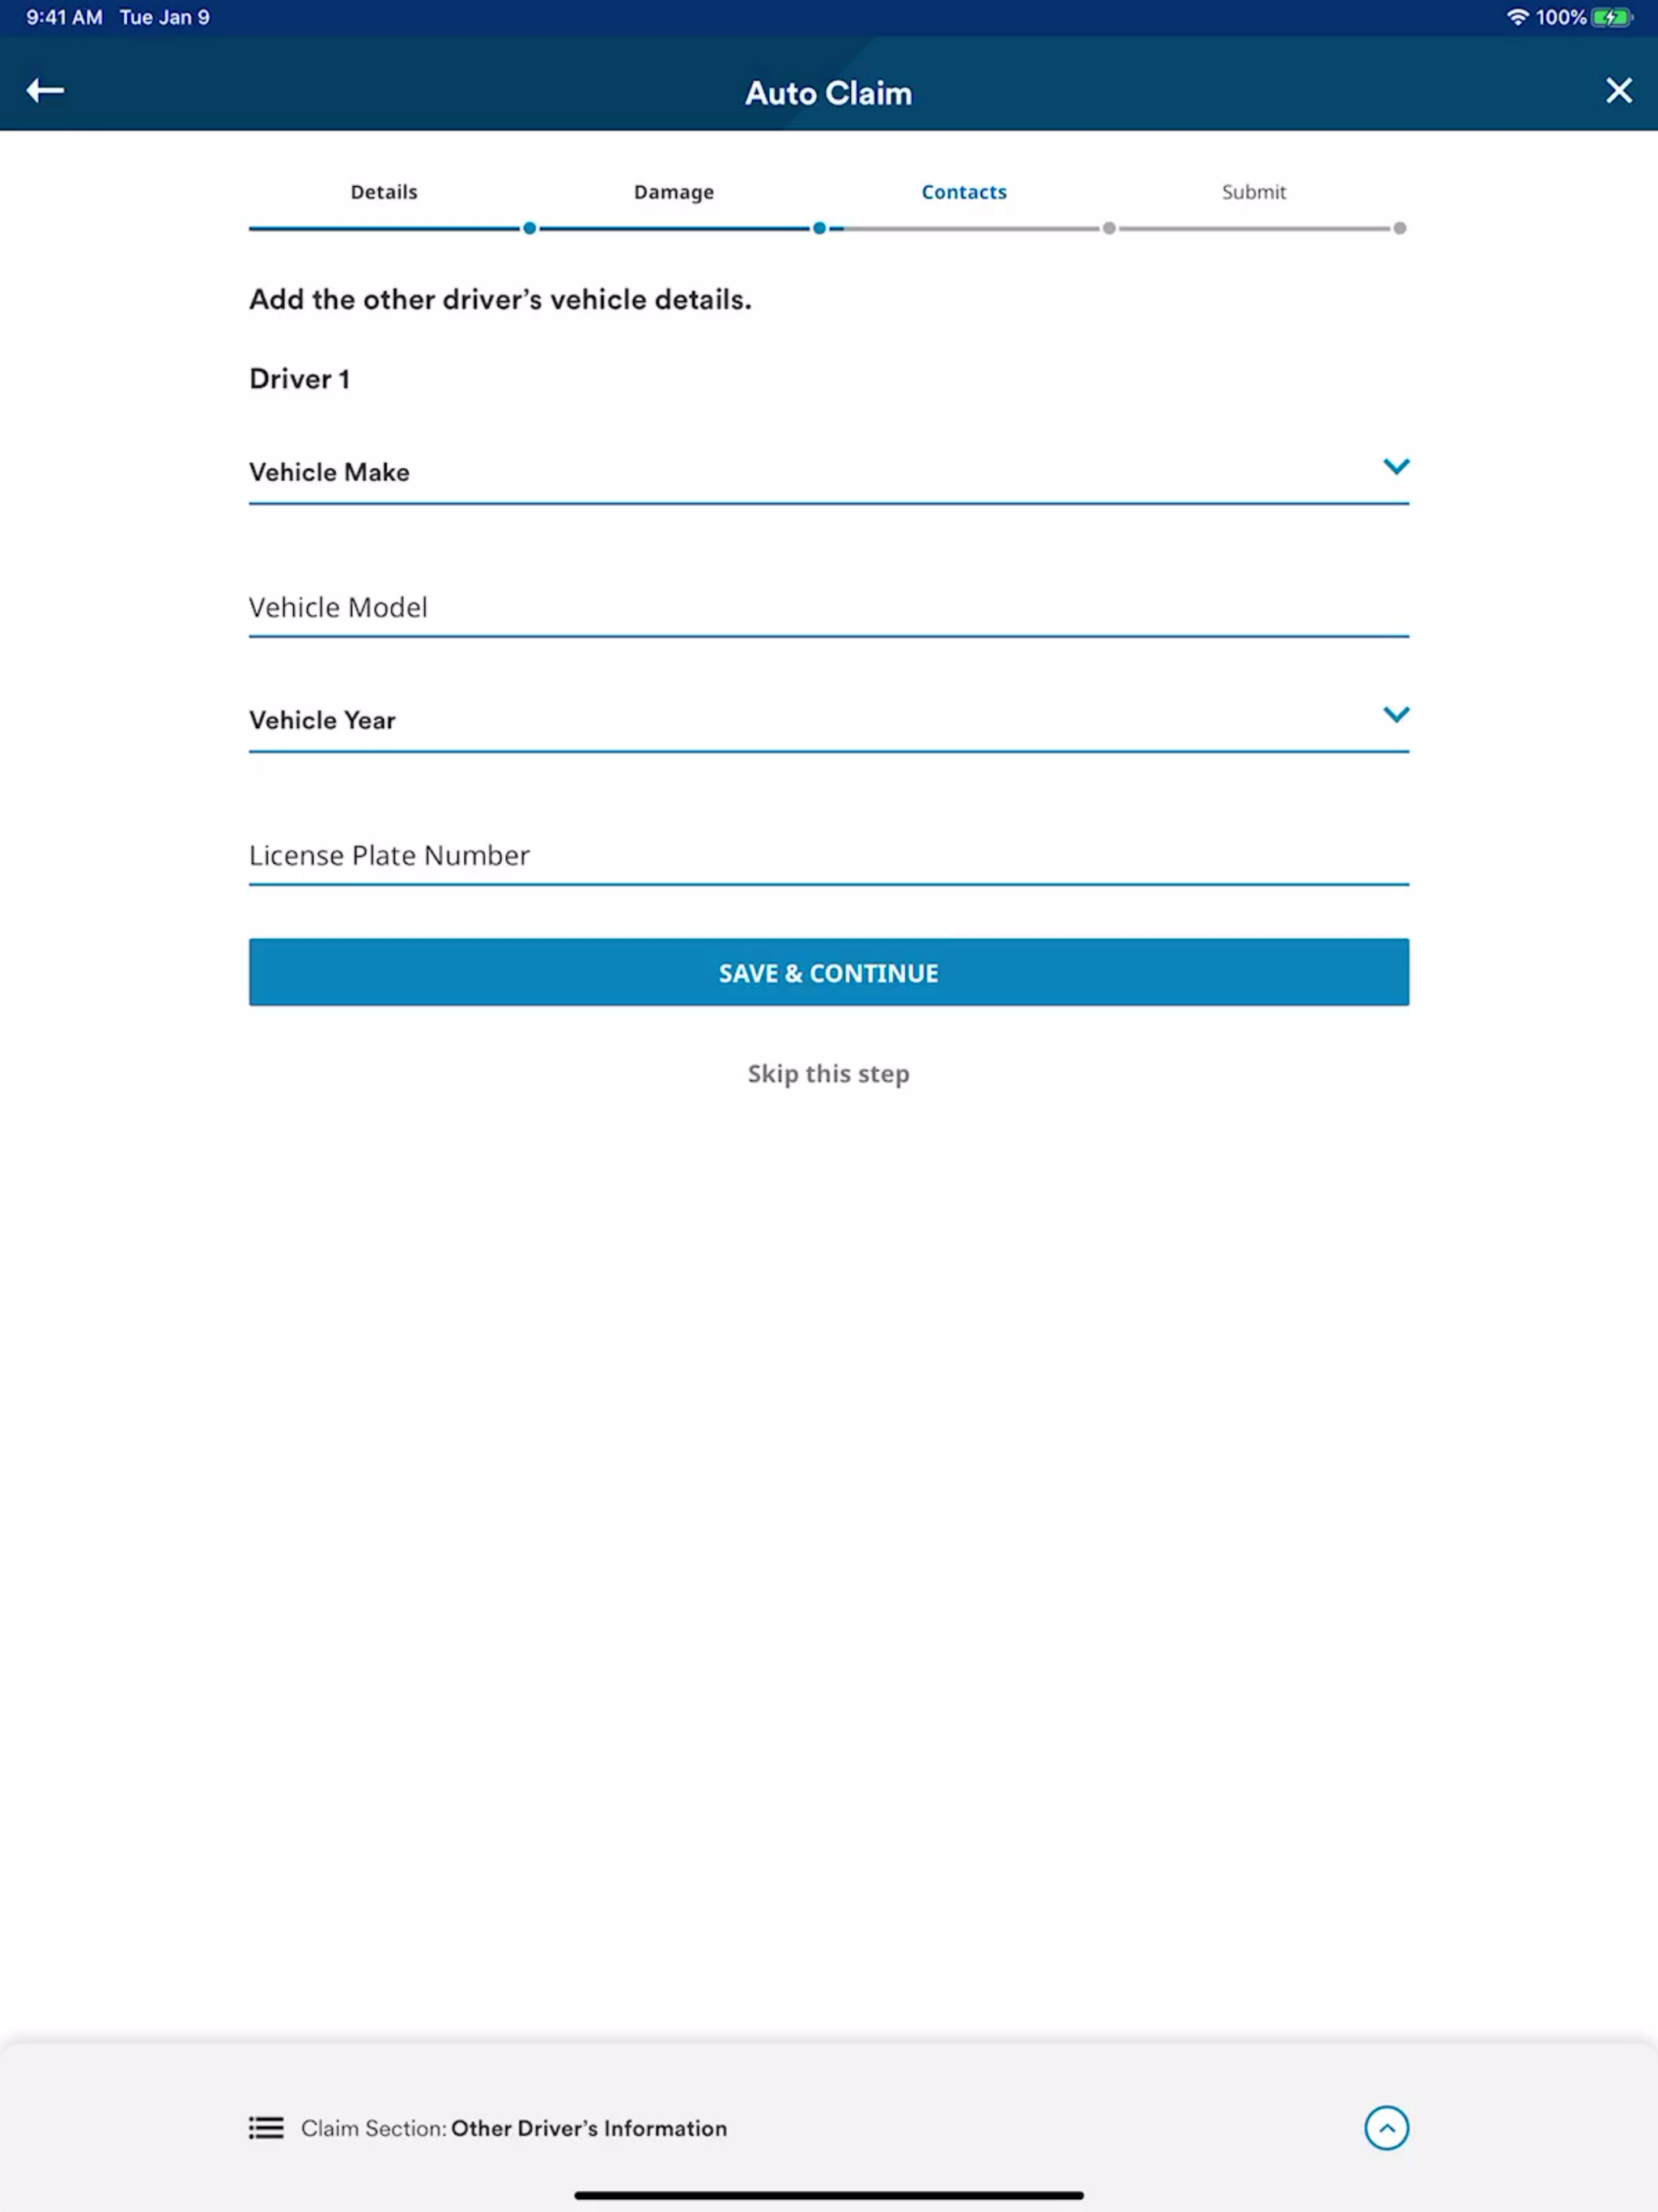 9:41 AM Tue Jan 9 100%
Auto Claim
Details Damage Contacts Submit
Add the other driver’s vehicle details.
Driver 1
Vehicle Make
Vehicle Model
Vehicle Year
License Plate Number
SAVE & CONTINUE
Skip this step
Claim Section: Other Driver’s Information